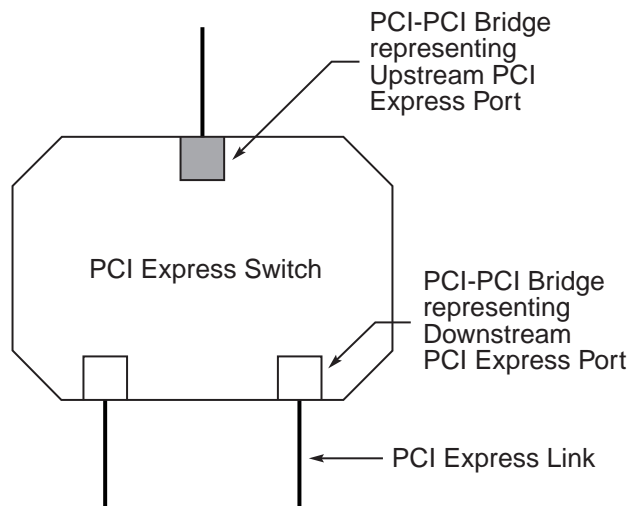 PCI-PCI Bridge
representing
Upstream PCI
Express Port
PCI Express Switch
PCI-PCI Bridge
representing
Downstream
PCI Express Port
PCI Express Link